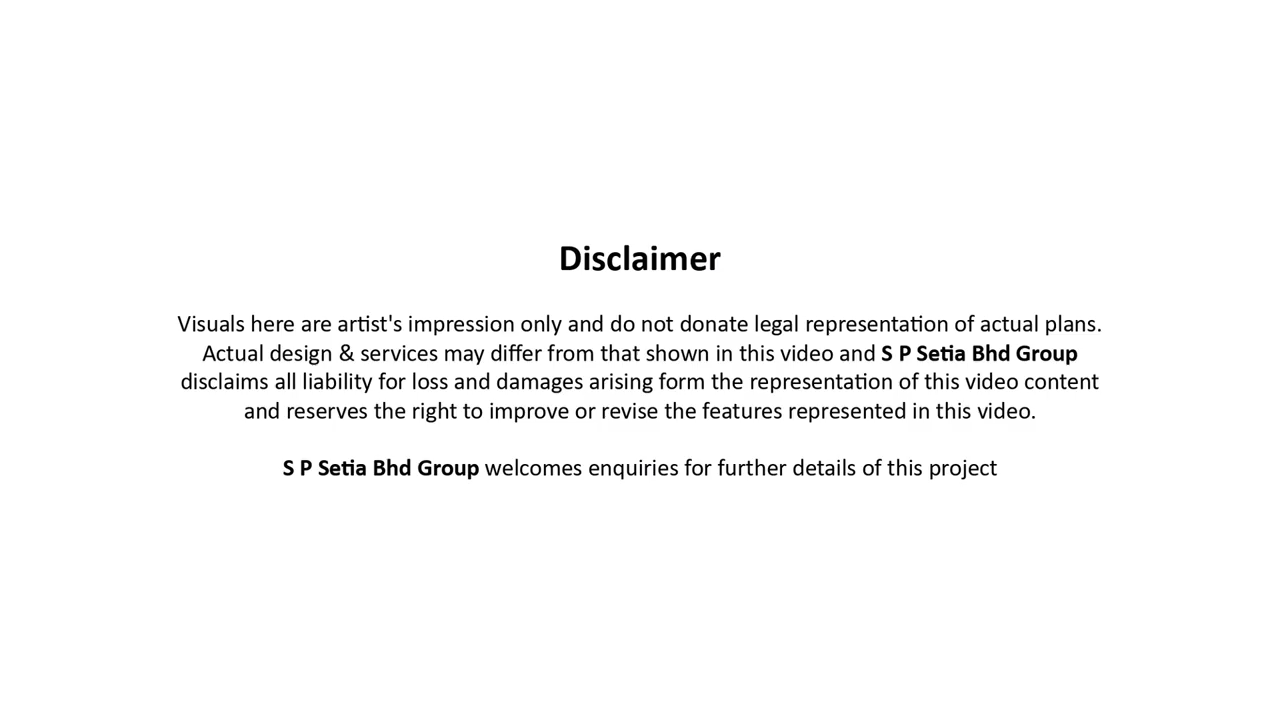 Disclaimer
Visuals here are artist's impression only and do not donate legal representation of actual plans.
Actual design & services may differ from that shown in this video and S P Setia Bhd Group
disclaims all liability for loss and damages arising form the representation of this video content
and reserves the right to improve or revise the features represented in this video.
S P Setia Bhd Group welcomes enquiries for further details of this project